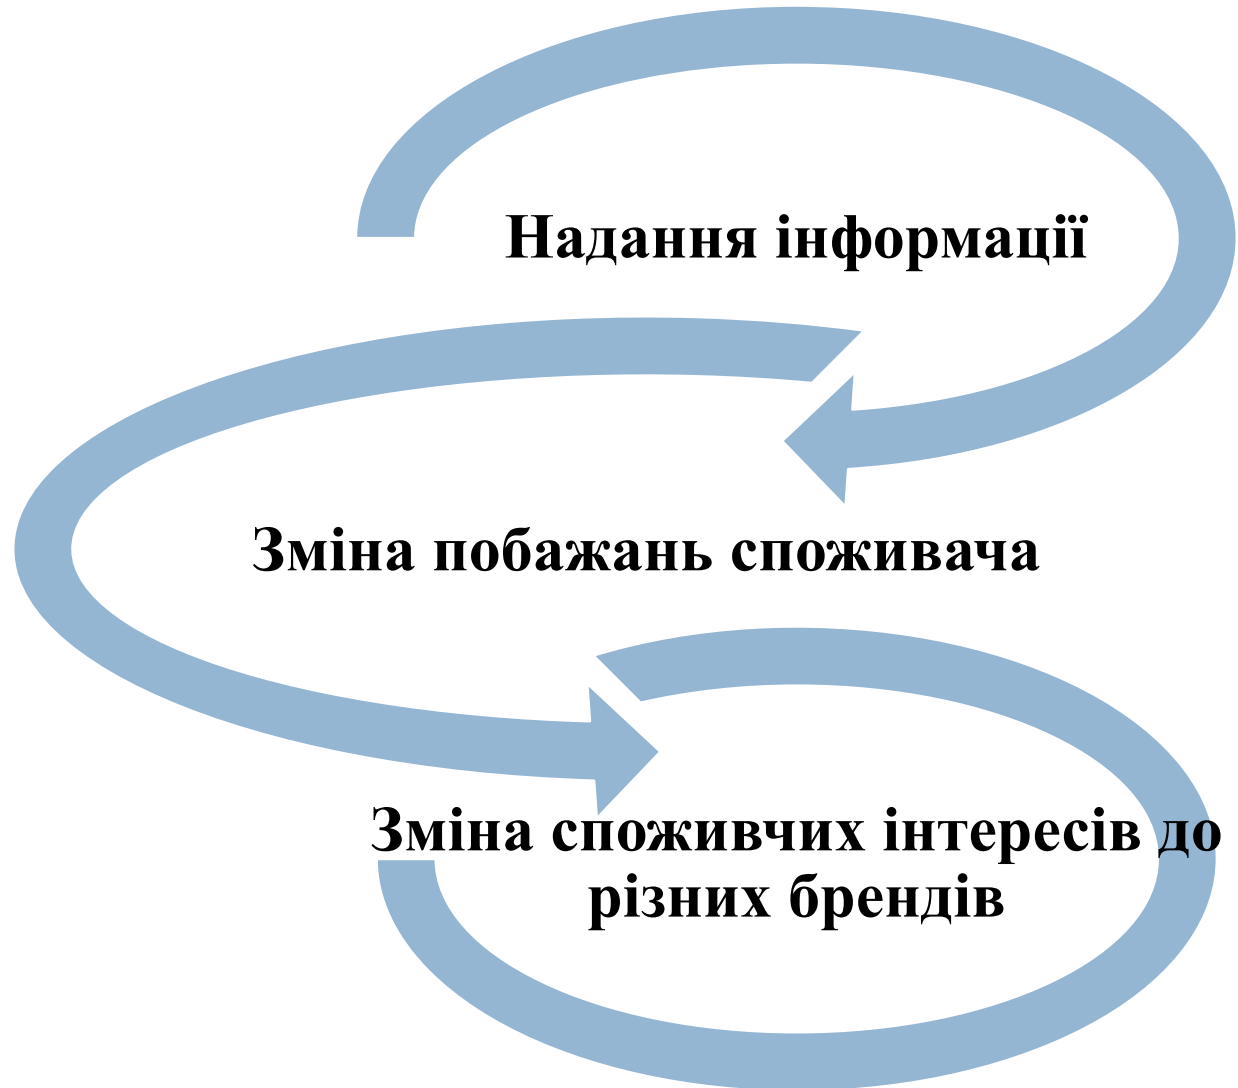 Надання інформації
Зміна побажань споживача
Зміна споживчих інтересів до
різних брендів